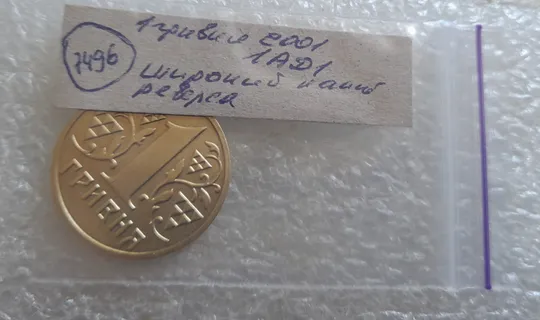 7496
1 гривня 2001
1АД1
широкий кант
реверса
1
ГРИВНЯ